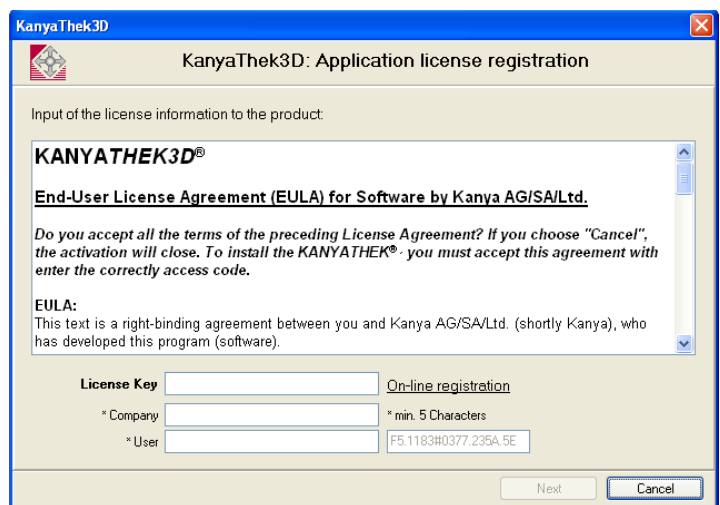 KanyaThek3D
KanyaThek3D: Application license registration
Input of the license information to the product:
KANYATHEK3D®
End-User License Agreement (EULA) for Software by Kanya AG/SA/Ltd.
Do you accept all the terms of the preceding License Agreement? If you choose "Cancel",
the activation will close. To install the KANYATHEK®, you must accept this agreement with
enter the correctly access code.
EULA:
This text is a right-binding agreement between you and Kanya AG/SA/Ltd. (shortly Kanya), who
has developed this program (software).
License Key On-line registration
* Company * min. 5 Characters
* User F5.1183#0377.235A.5E
Next Cancel